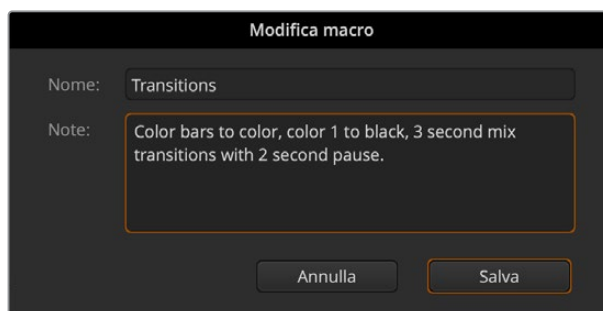 Modifica macro
Nome: Transitions
Note: Color bars to color, color 1 to black, 3 second mix
transitions with 2 second pause.
Annulla Salva